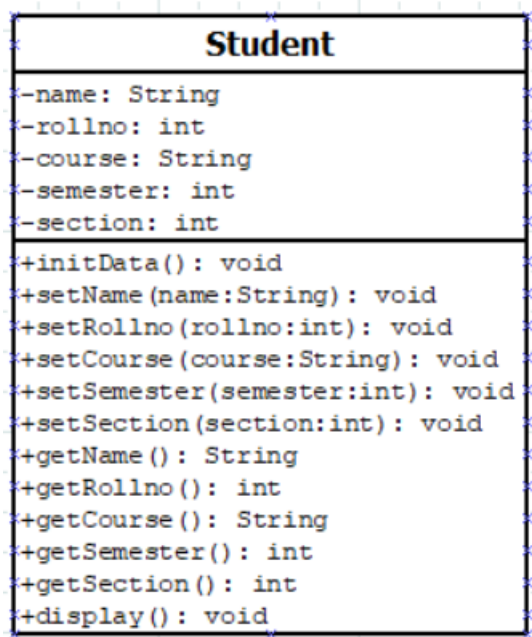 Student
-name: String
-rollno: int
-course: String
-semester: int
-section: int
+initData(): void
+setName(name:String): void
+setRollno(rollno:int): void
+setCourse(course:String): void
+setSemester(semester:int): void
+setSection(section:int): void
+getName(): String
+getRollno(): int
+getCourse(): String
+getSemester(): int
+getSection(): int
+display(): void